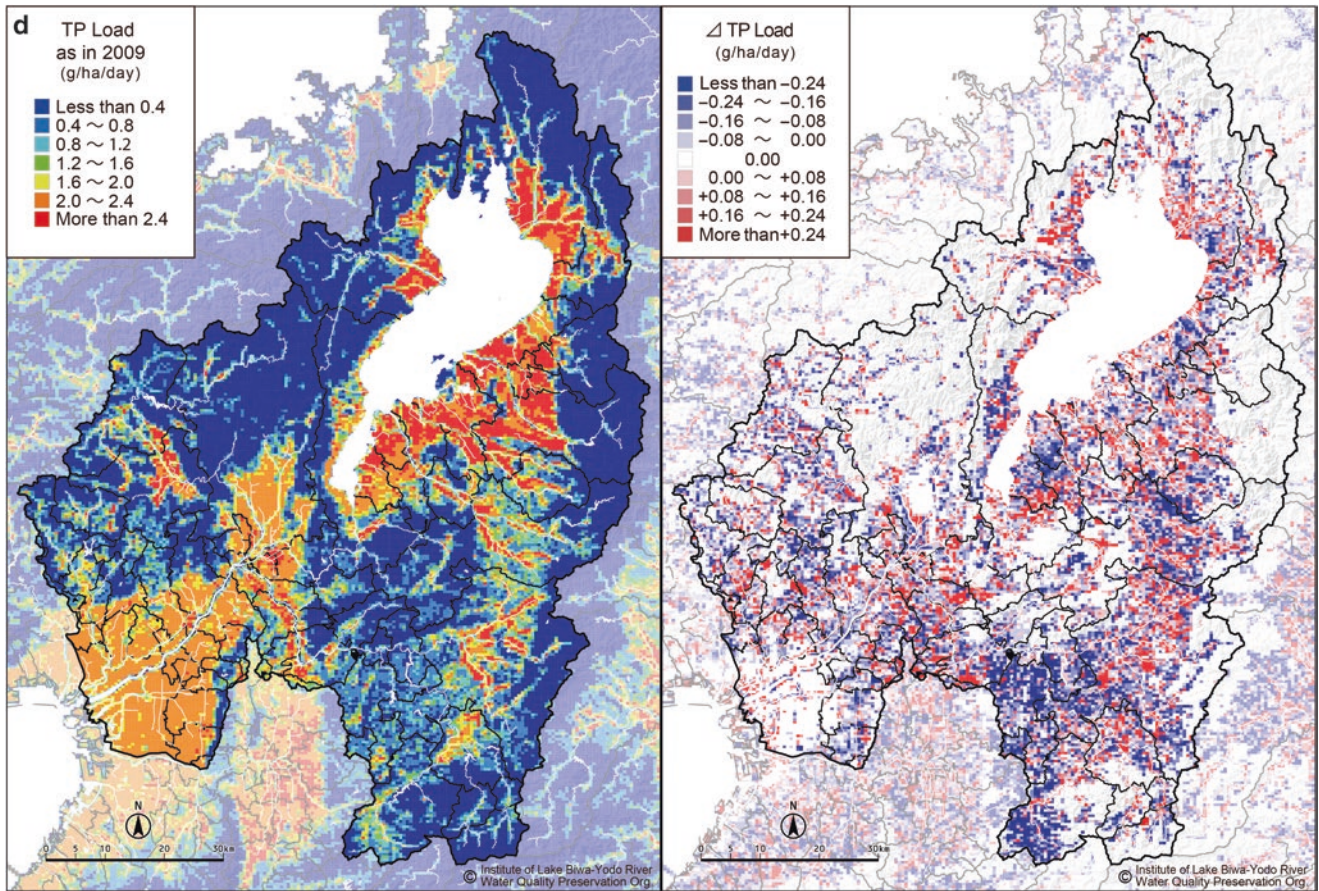 d
TP Load
as in 2009
(g/ha/day)
Less than 0.4
0.4～0.8
0.8～1.2
1.2～1.6
1.6～2.0
2.0～2.4
More than 2.4
N
0 5 10 20 30km
© Institute of Lake Biwa-Yodo River
Water Quality Preservation Org.
⊿ TP Load
(g/ha/day)
Less than −0.24
−0.24 ～ −0.16
−0.16 ～ −0.08
−0.08 ～ 0.00
0.00
0.00 ～ +0.08
+0.08 ～ +0.16
+0.16 ～ +0.24
More than+0.24
N
0 5 10 20 30km
© Institute of Lake Biwa-Yodo River
Water Quality Preservation Org.